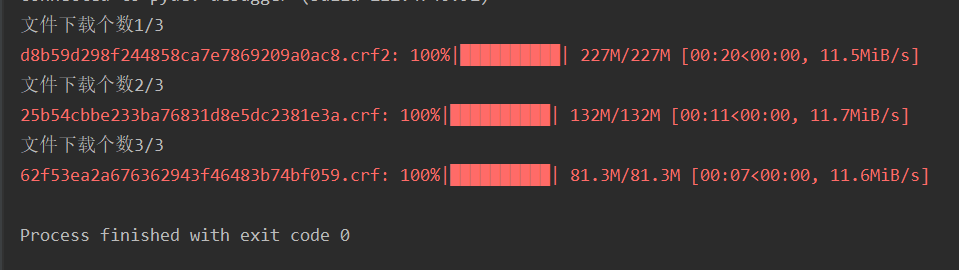 文件下载个数1/3
d8b59d298f244858ca7e7869209a0ac8.crf2: 100%|██████████| 227M/227M [00:20<00:00, 11.5MiB/s]
文件下载个数2/3
25b54cbbe233ba76831d8e5dc2381e3a.crf: 100%|██████████| 132M/132M [00:11<00:00, 11.7MiB/s]
文件下载个数3/3
62f53ea2a676362943f46483b74bf059.crf: 100%|██████████| 81.3M/81.3M [00:07<00:00, 11.6MiB/s]
Process finished with exit code 0